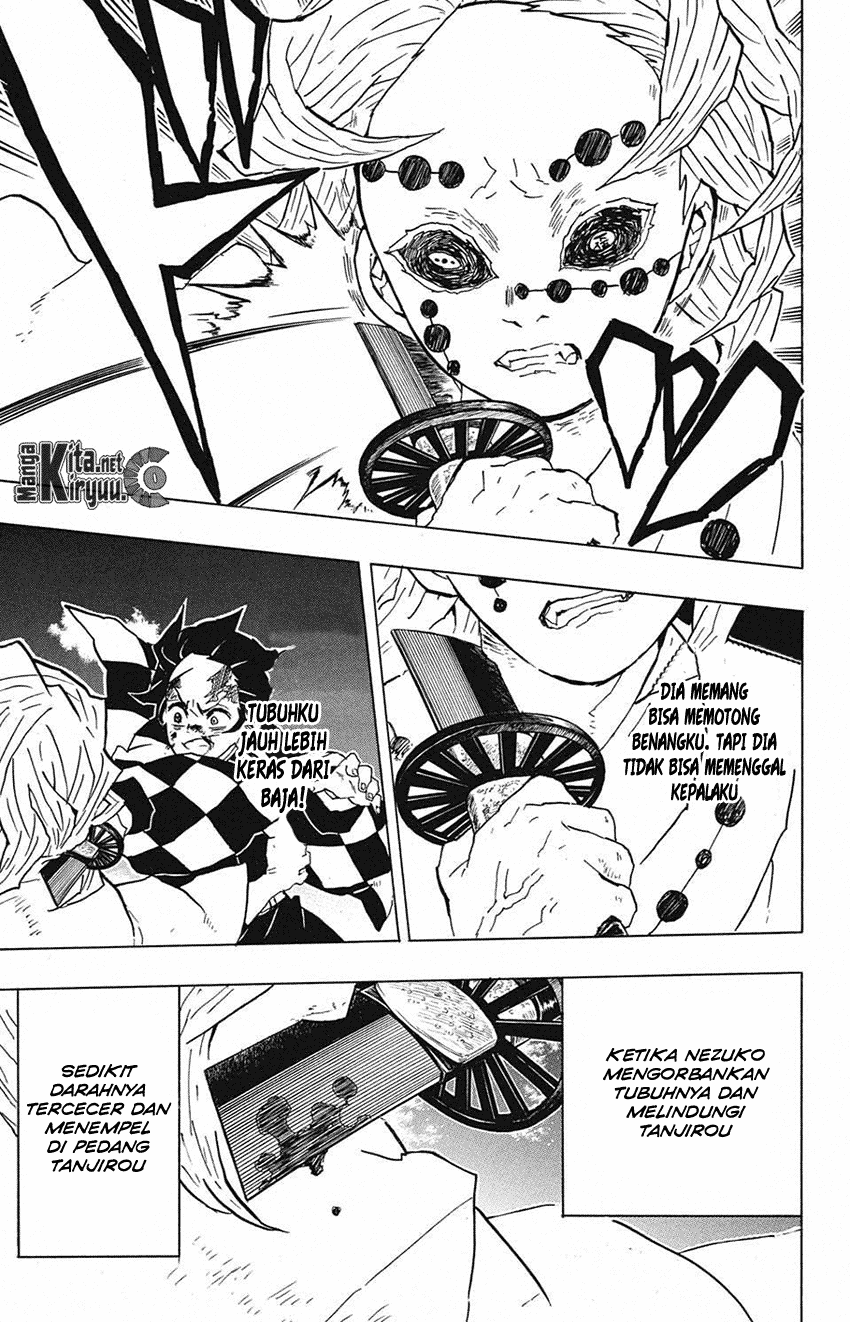 Manga
Kita.net
Kiryuu.
DIA MEMANG
BISA MEMOTONG
BENANGKU. TAPI DIA
TIDAK BISA MEMENGGAL
KEPALAKU
TUBUHKU
JAUH LEBIH
KERAS DARI
BAJA!
KETIKA NEZUKO
MENGORBANKAN
TUBUHNYA DAN
MELINDUNGI
TANJIROU
SEDIKIT
DARAHNYA
TERCECER DAN
MENEMPEL
DI PEDANG
TANJIROU